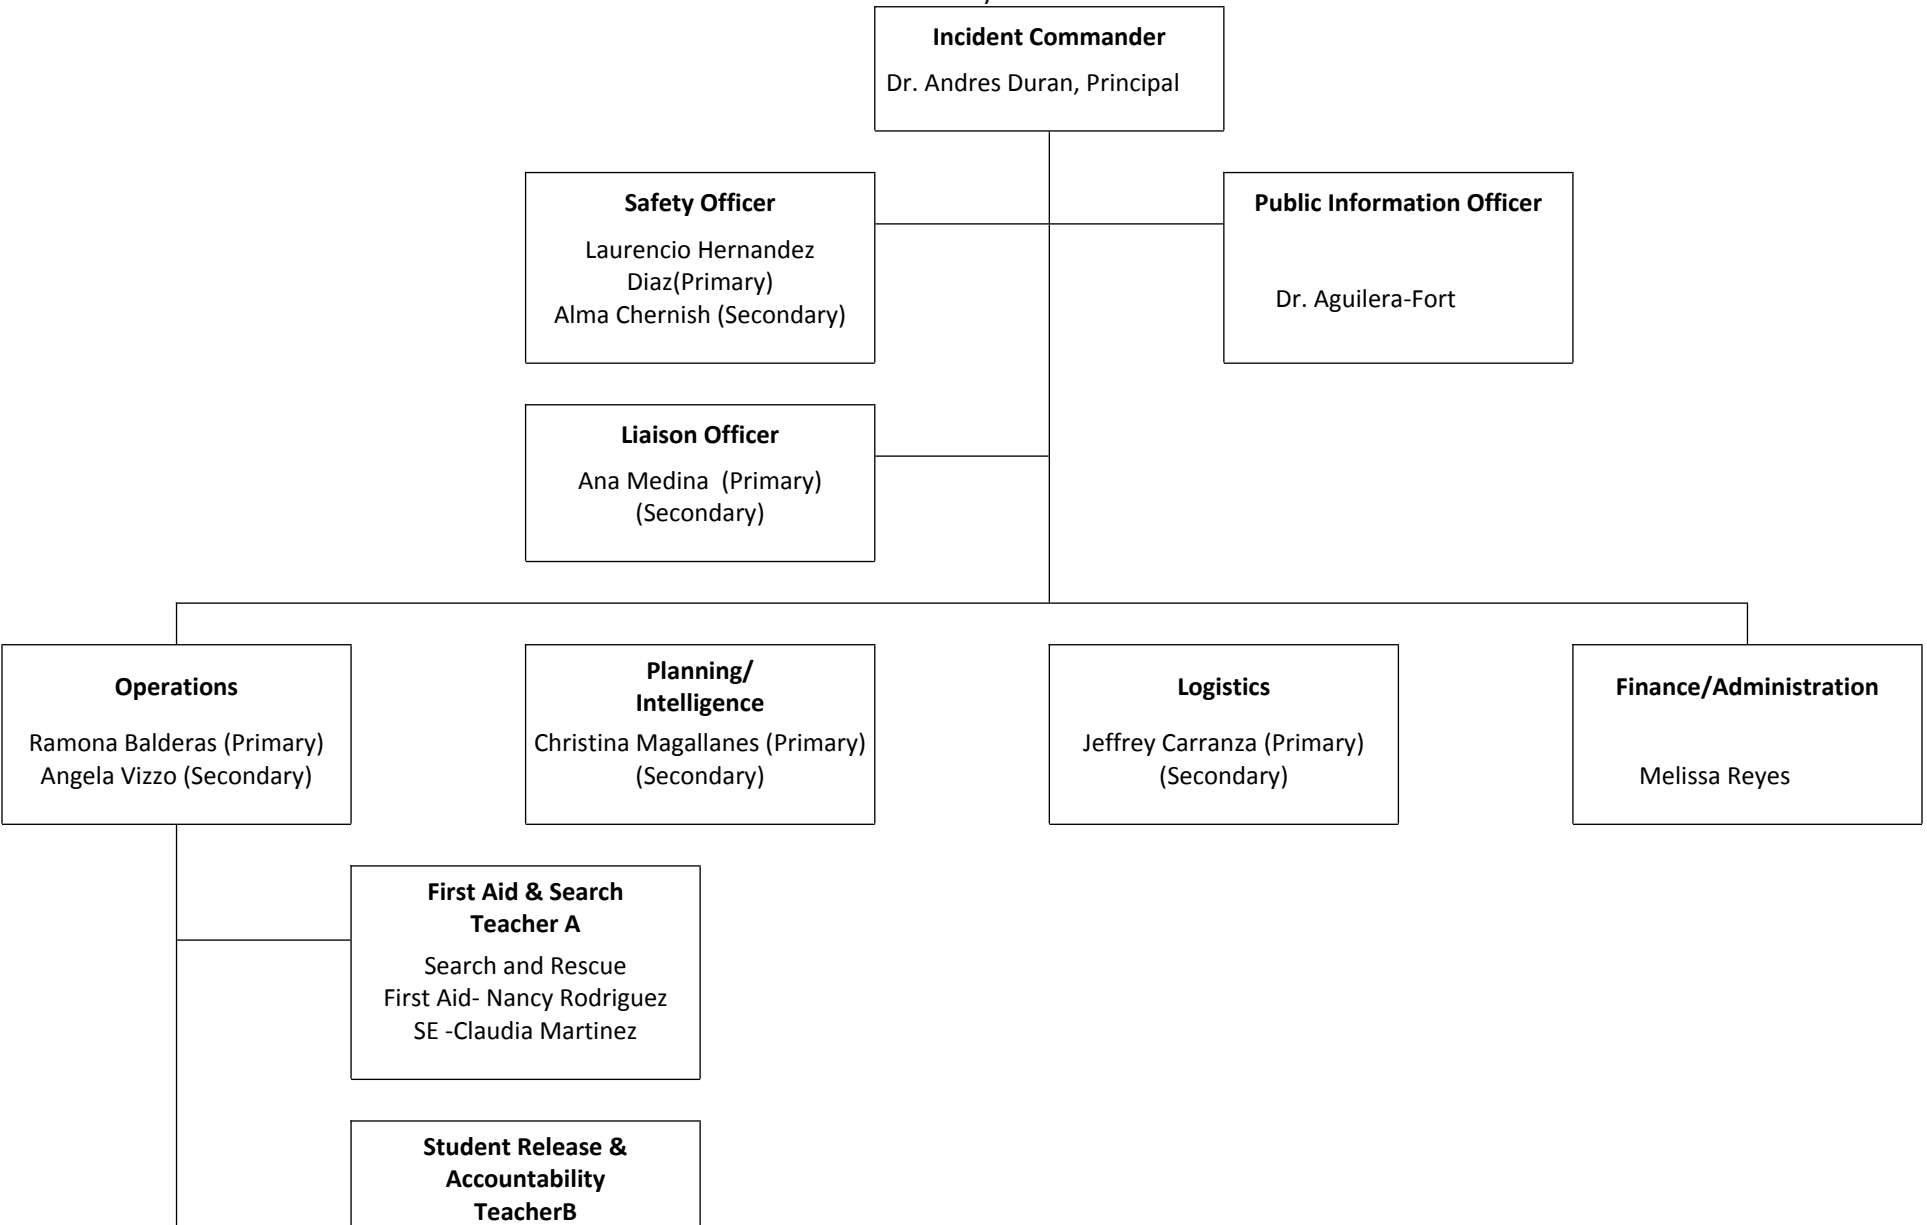 Incident Commander
Dr. Andres Duran, Principal
Safety Officer
Laurencio Hernandez
Diaz(Primary)
Alma Chernish (Secondary)
Public Information Officer
Dr. Aguilera-Fort
Liaison Officer
Ana Medina (Primary)
(Secondary)
Operations
Ramona Balderas (Primary)
Angela Vizzo (Secondary)
Planning/
Intelligence
Christina Magallanes (Primary)
(Secondary)
Logistics
Jeffrey Carranza (Primary)
(Secondary)
Finance/Administration
Melissa Reyes
First Aid & Search
Teacher A
Search and Rescue
First Aid- Nancy Rodriguez
SE -Claudia Martinez
Student Release &
Accountability
TeacherB